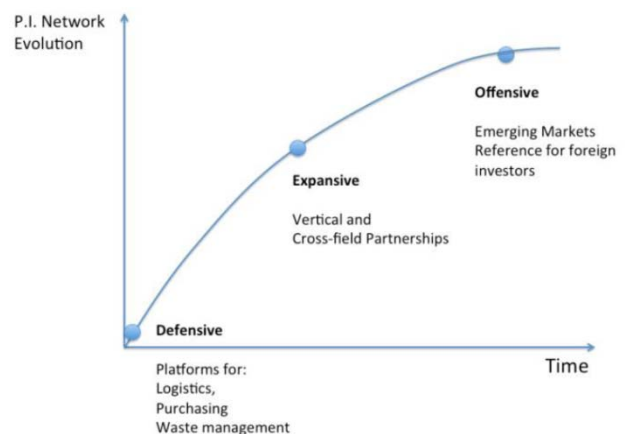 P.I. Network
Evolution
Offensive
Emerging Markets
Reference for foreign
investors
Expansive
Vertical and
Cross-field Partnerships
Defensive
Time
Platforms for:
Logistics,
Purchasing
Waste management